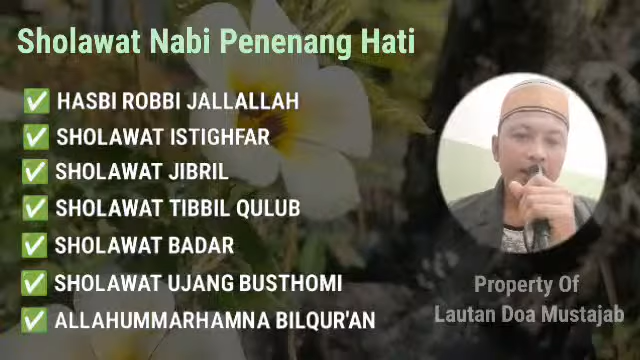 Sholawat Nabi Penenang Hati
✅ HASBI ROBBI JALLALLAH
✅ SHOLAWAT ISTIGHFAR
✅ SHOLAWAT JIBRIL
✅ SHOLAWAT TIBBIL QULUB
✅ SHOLAWAT BADAR
✅ SHOLAWAT UJANG BUSTHOMI
✅ ALLAHUMMARHAMNA BILQUR'AN
Property Of
Lautan Doa Mustajab